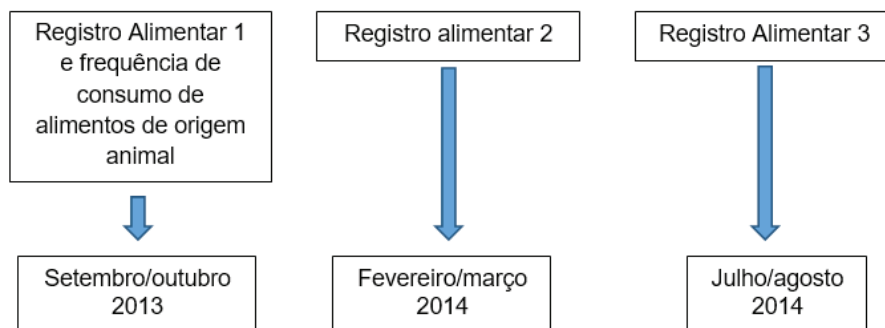 Registro Alimentar 1
e frequência de
consumo de
alimentos de origem
animal
Registro alimentar 2
Registro Alimentar 3
Setembro/outubro
2013
Fevereiro/março
2014
Julho/agosto
2014